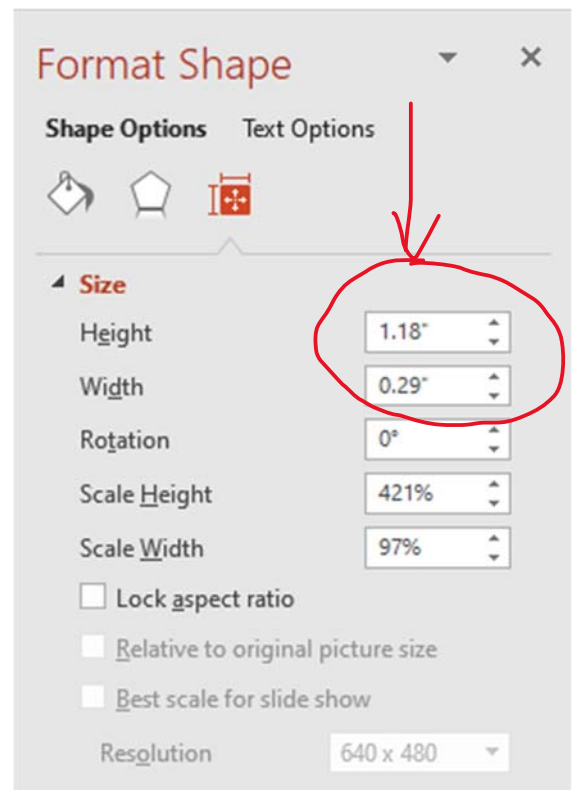 Format Shape
Shape Options Text Options
Size
Height 1.18"
Width 0.29"
Rotation 0°
Scale Height 421%
Scale Width 97%
Lock aspect ratio
Relative to original picture size
Best scale for slide show
Resolution 640 x 480